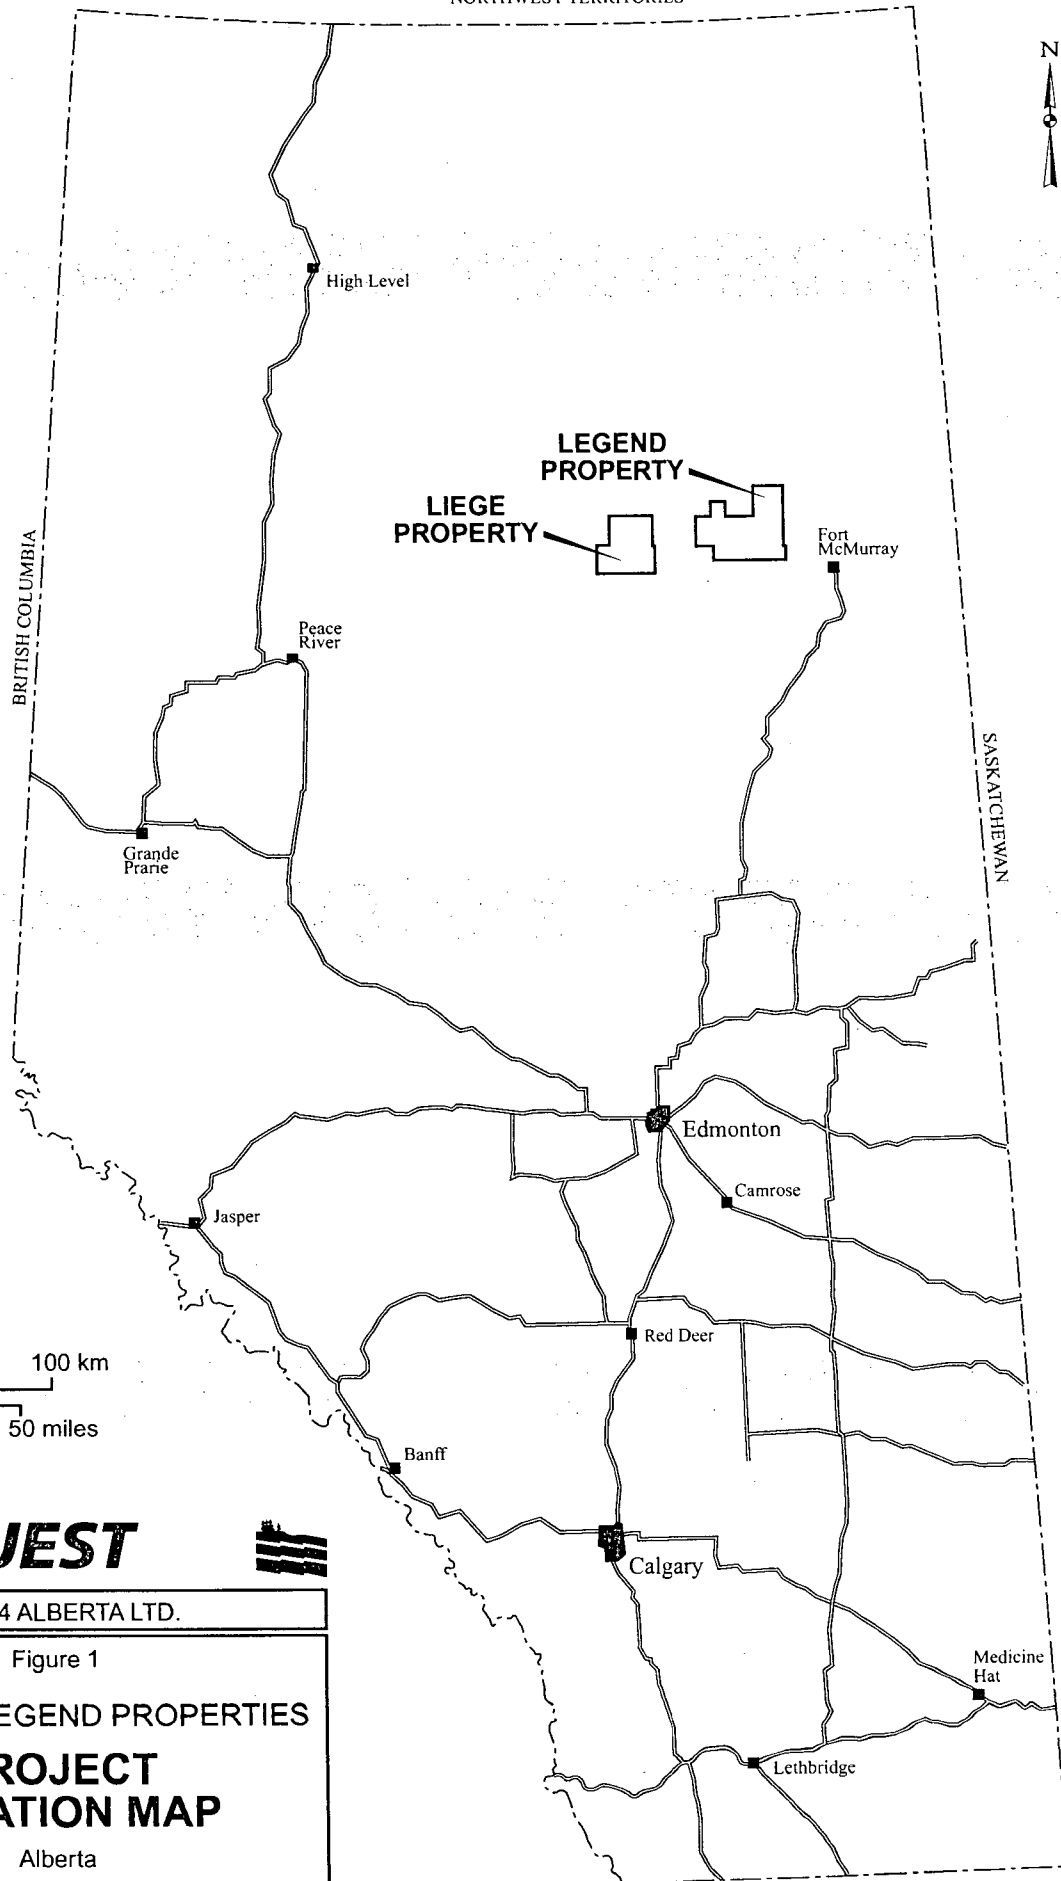 NORTHWEST TERRITORIES
N
High Level
LEGEND
PROPERTY
LIEGE
PROPERTY
Fort
McMurray
BRITISH COLUMBIA
Peace
River
SASKATCHEWAN
Grande
Prarie
Edmonton
Camrose
Jasper
Red Deer
100 km
50 miles
Banff
UEST
Calgary
4 ALBERTA LTD.
Figure 1
EGEND PROPERTIES
ROJECT
ATION MAP
Alberta
Medicine
Hat
Lethbridge